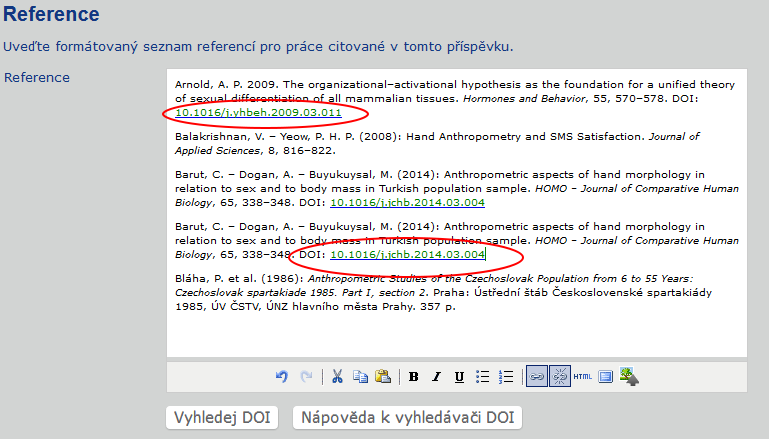 Reference
Uveďte formátovaný seznam referencí pro práce citované v tomto příspěvku.
Reference
Arnold, A. P. 2009. The organizational–activational hypothesis as the foundation for a unified theory
of sexual differentiation of all mammalian tissues. Hormones and Behavior, 55, 570–578. DOI:
10.1016/j.yhbeh.2009.03.011
Balakrishnan, V. – Yeow, P. H. P. (2008): Hand Anthropometry and SMS Satisfaction. Journal of
Applied Sciences, 8, 816–822.
Barut, C. – Dogan, A. – Buyukuysal, M. (2014): Anthropometric aspects of hand morphology in
relation to sex and to body mass in Turkish population sample. HOMO – Journal of Comparative Human
Biology, 65, 338–348. DOI: 10.1016/j.jchb.2014.03.004
Barut, C. – Dogan, A. – Buyukuysal, M. (2014): Anthropometric aspects of hand morphology in
relation to sex and to body mass in Turkish population sample. HOMO – Journal of Comparative Human
Biology, 65, 338–348. DOI: 10.1016/j.jchb.2014.03.004
Bláha, P. et al. (1986): Anthropometric Studies of the Czechoslovak Population from 6 to 55 Years:
Czechoslovak spartakiade 1985. Part I, section 2. Praha: Ústřední štáb Československé spartakiády
1985, ÚV ČSTV, ÚNZ hlavního města Prahy. 357 p.
B I U HTML
Vyhledej DOI Nápověda k vyhledávači DOI